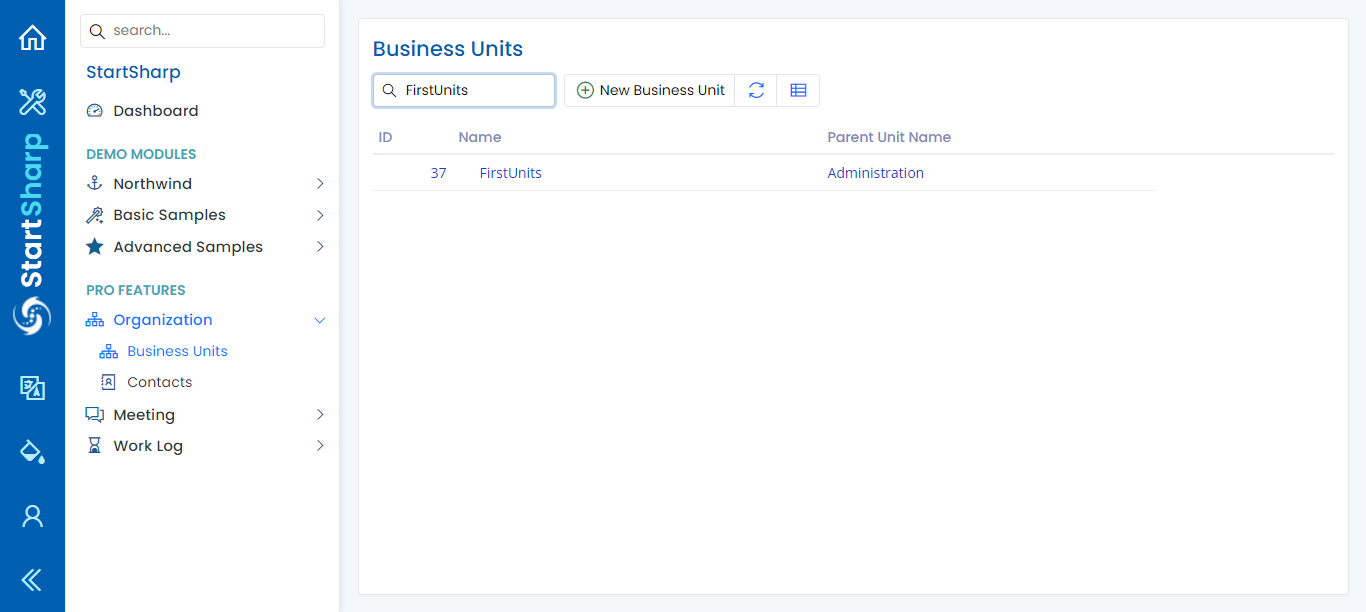 StartSharp
search...
StartSharp
Dashboard
DEMO MODULES
Northwind
Basic Samples
Advanced Samples
PRO FEATURES
Organization
Business Units
Contacts
Meeting
Work Log
Business Units
FirstUnits New Business Unit
ID Name Parent Unit Name
37 FirstUnits Administration